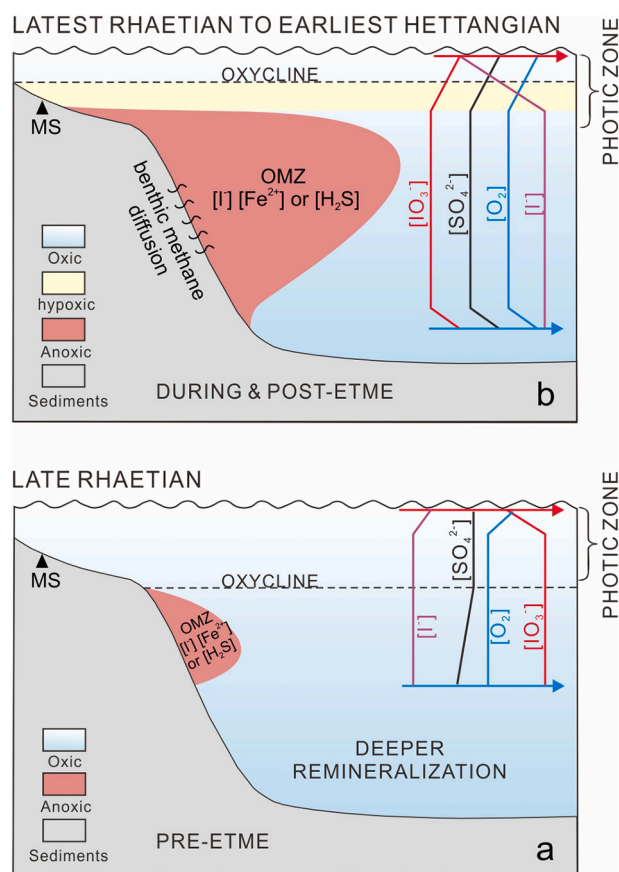 LATEST RHAETIAN TO EARLIEST HETTANGIAN
OXYCLINE
PHOTIC ZONE
MS
OMZ
[I⁻] [Fe²⁺] or [H₂S]
benthic methane
diffusion
[IO₃⁻]
[SO₄²⁻]
[O₂]
[I⁻]
Oxic
hypoxic
Anoxic
Sediments
DURING & POST-ETME
b
LATE RHAETIAN
PHOTIC ZONE
MS
OXYCLINE
OMZ
[I⁻] [Fe²⁺]
or [H₂S]
[I⁻]
[SO₄²⁻]
[O₂]
[IO₃⁻]
Oxic
Anoxic
Sediments
DEEPER
REMINERALIZATION
PRE-ETME
a